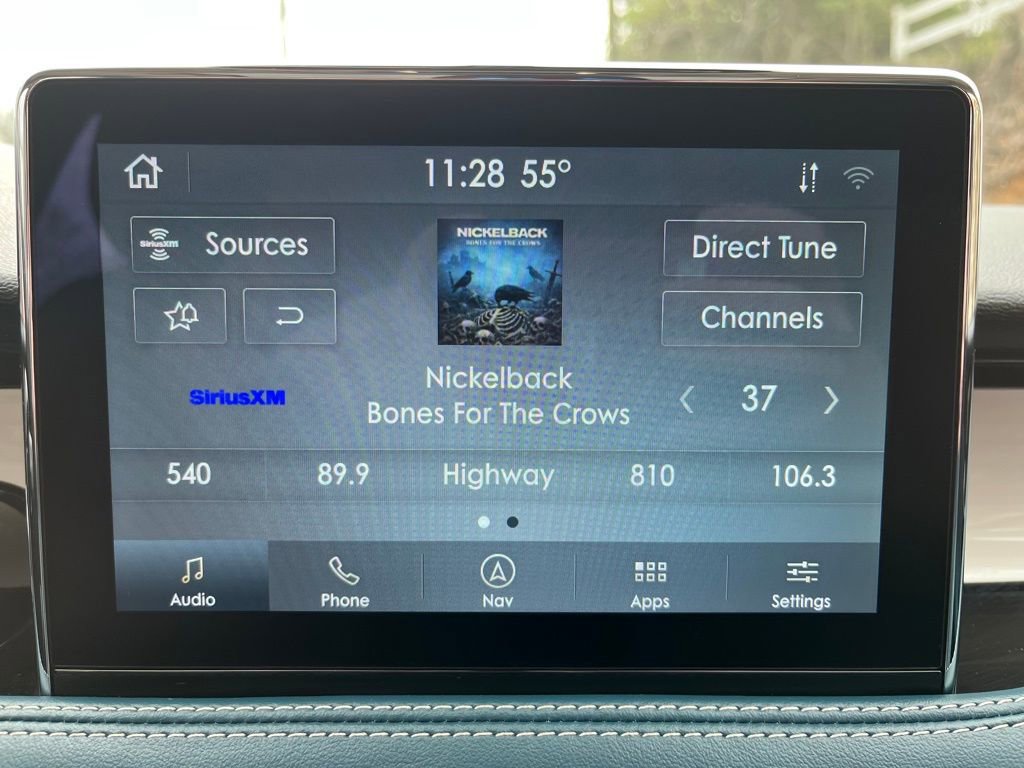 11:28 55°
SiriusXM Sources
NICKELBACK
BONES FOR THE CROWS
Direct Tune
Channels
Nickelback
Bones For The Crows
SiriusXM
37
540 89.9 Highway 810 106.3
Audio Phone Nav Apps Settings